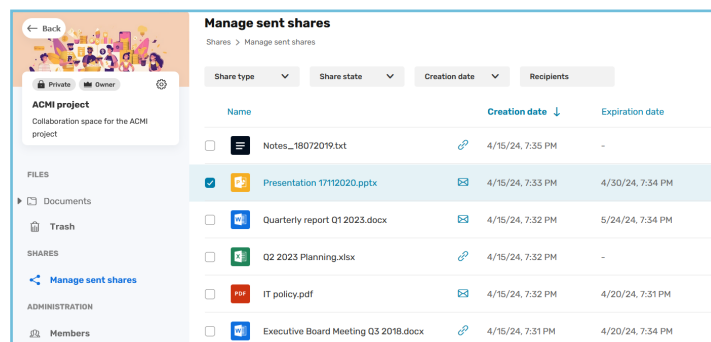 Back
Private
Owner
ACMI project
Collaboration space for the ACMI
project
FILES
Documents
Trash
SHARES
Manage sent shares
ADMINISTRATION
Members
Manage sent shares
Shares > Manage sent shares
Share type
Share state
Creation date
Recipients
Name
Creation date ↓
Expiration date
Notes_18072019.txt
4/15/24, 7:35 PM
-
Presentation 17112020.pptx
4/15/24, 7:33 PM
4/30/24, 7:34 PM
Quarterly report Q1 2023.docx
4/15/24, 7:32 PM
5/24/24, 7:34 PM
Q2 2023 Planning.xlsx
4/15/24, 7:32 PM
-
PDF
IT policy.pdf
4/15/24, 7:32 PM
4/20/24, 7:31 PM
Executive Board Meeting Q3 2018.docx
4/15/24, 7:31 PM
4/20/24, 7:34 PM